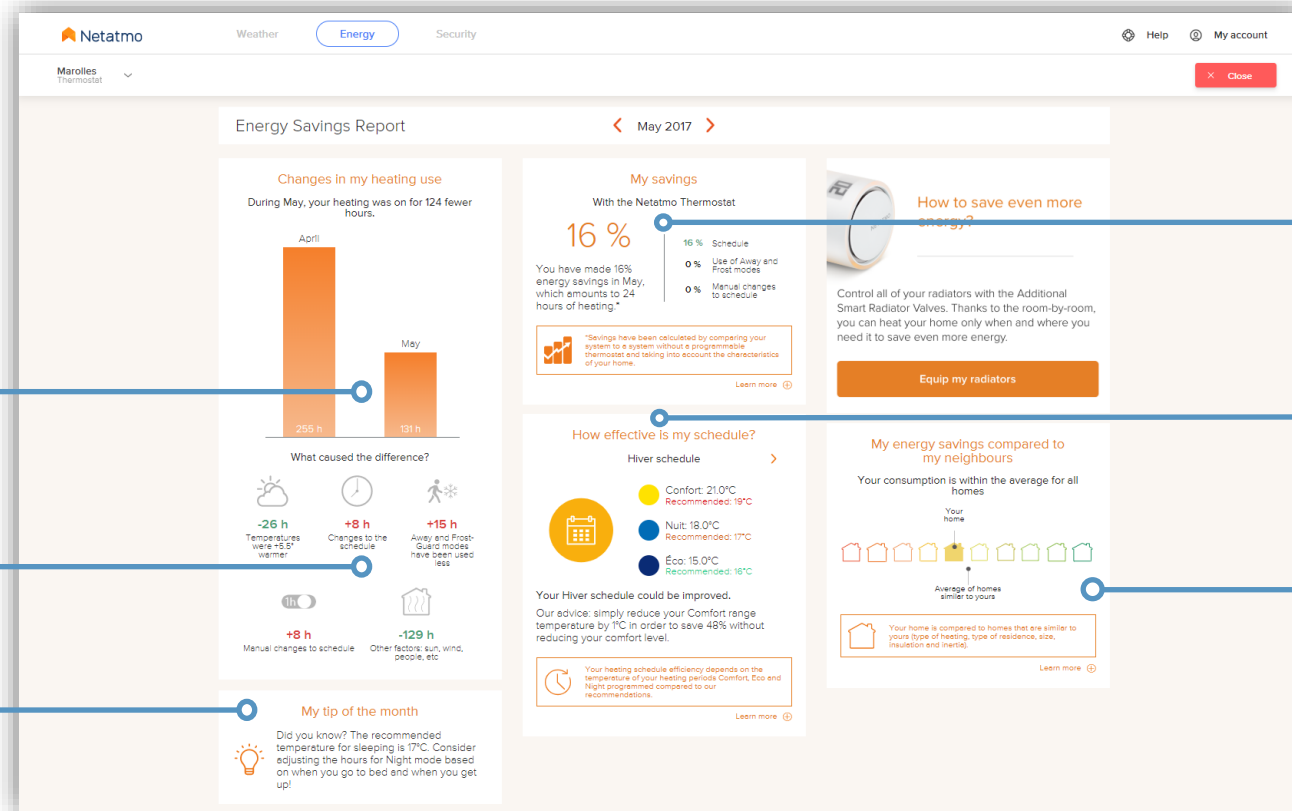 Netatmo
Weather
Energy
Security
Help
My account
Marolles
Thermostat
× Close
Energy Savings Report
May 2017
Changes in my heating use
During May, your heating was on for 124 fewer
hours.
April
May
255 h
131 h
What caused the difference?
-26 h
Temperatures
were +5.5°
warmer
+8 h
Changes to the
schedule
+15 h
Away and Frost-
Guard modes
have been used
less
1h
+8 h
Manual changes to schedule
-129 h
Other factors: sun, wind,
people, etc
My tip of the month
Did you know? The recommended
temperature for sleeping is 17°C. Consider
adjusting the hours for Night mode based
on when you go to bed and when you get
up!
My savings
With the Netatmo Thermostat
16 %
You have made 16%
energy savings in May,
which amounts to 24
hours of heating.*
16 % Schedule
0 % Use of Away and
Frost modes
0 % Manual changes
to schedule
*Savings have been calculated by comparing your
system to a system without a programmable
thermostat and taking into account the characteristics
of your home.
Learn more
How effective is my schedule?
Hiver schedule
Confort: 21.0°C
Recommended: 19°C
Nuit: 18.0°C
Recommended: 17°C
Éco: 15.0°C
Recommended: 16°C
Your Hiver schedule could be improved.
Our advice: simply reduce your Comfort range
temperature by 1°C in order to save 48% without
reducing your comfort level.
Your heating schedule efficiency depends on the
temperature of your heating periods Comfort, Eco and
Night programmed compared to our
recommendations.
Learn more
How to save even more
energy?
Control all of your radiators with the Additional
Smart Radiator Valves. Thanks to the room-by-room,
you can heat your home only when and where you
need it to save even more energy.
Equip my radiators
My energy savings compared to
my neighbours
Your consumption is within the average for all
homes
Your
home
Average of homes
similar to yours
Your home is compared to homes that are similar to
yours (type of heating, type of residence, size,
insulation and inertia).
Learn more